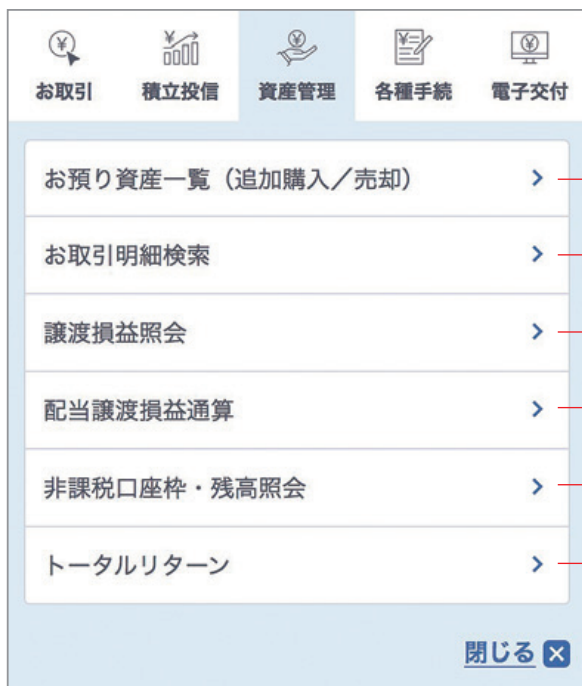 お取引 積立投信 資産管理 各種手続 電子交付
お預り資産一覧（追加購入／売却）
お取引明細検索
譲渡損益照会
配当譲渡損益通算
非課税口座枠・残高照会
トータルリターン
閉じる